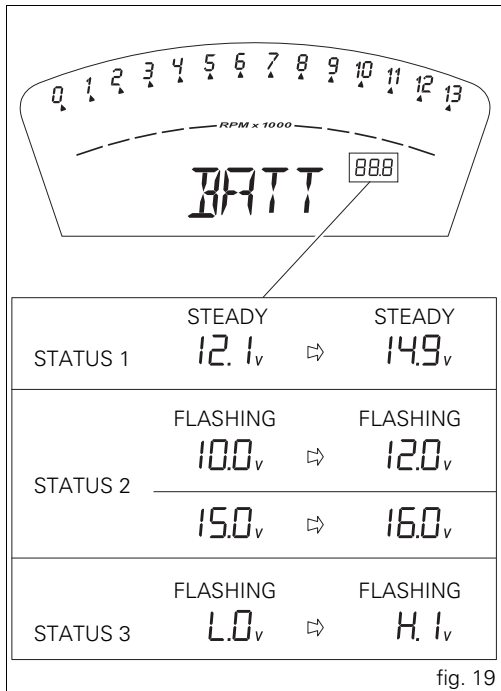 0 1 2 3 4 5 6 7 8 9 10 11 12 13
RPM x 1000
BATT 88.8
STEADY STEADY
STATUS 1 12.1v ⇨ 14.9v
FLASHING FLASHING
10.0v ⇨ 12.0v
STATUS 2
15.0v ⇨ 16.0v
FLASHING FLASHING
STATUS 3 L.0v ⇨ H.1v
fig. 19